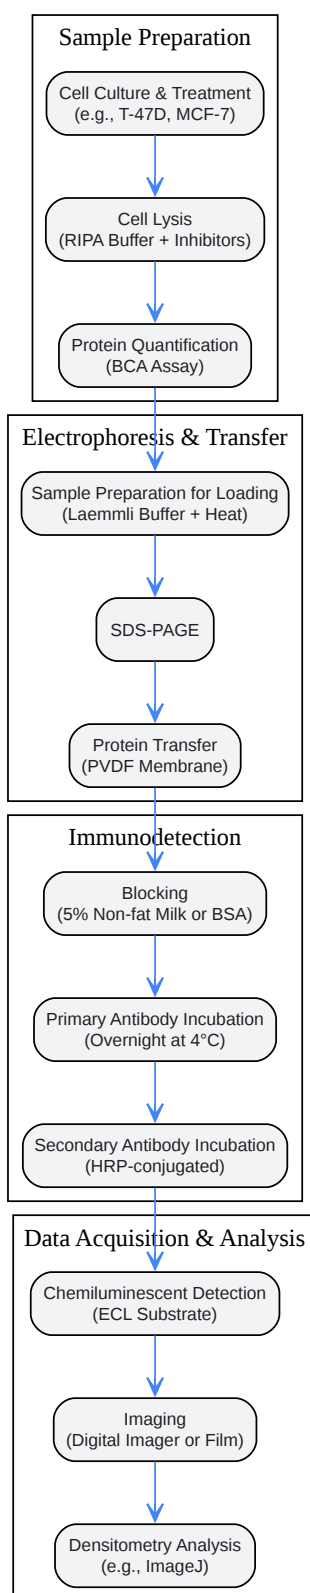 Sample Preparation
Cell Culture & Treatment
(e.g., T-47D, MCF-7)
Cell Lysis
(RIPA Buffer + Inhibitors)
Protein Quantification
(BCA Assay)
Electrophoresis & Transfer
Sample Preparation for Loading
(Laemmli Buffer + Heat)
SDS-PAGE
Protein Transfer
(PVDF Membrane)
Immunodetection
Blocking
(5% Non-fat Milk or BSA)
Primary Antibody Incubation
(Overnight at 4°C)
Secondary Antibody Incubation
(HRP-conjugated)
Data Acquisition & Analysis
Chemiluminescent Detection
(ECL Substrate)
Imaging
(Digital Imager or Film)
Densitometry Analysis
(e.g., ImageJ)